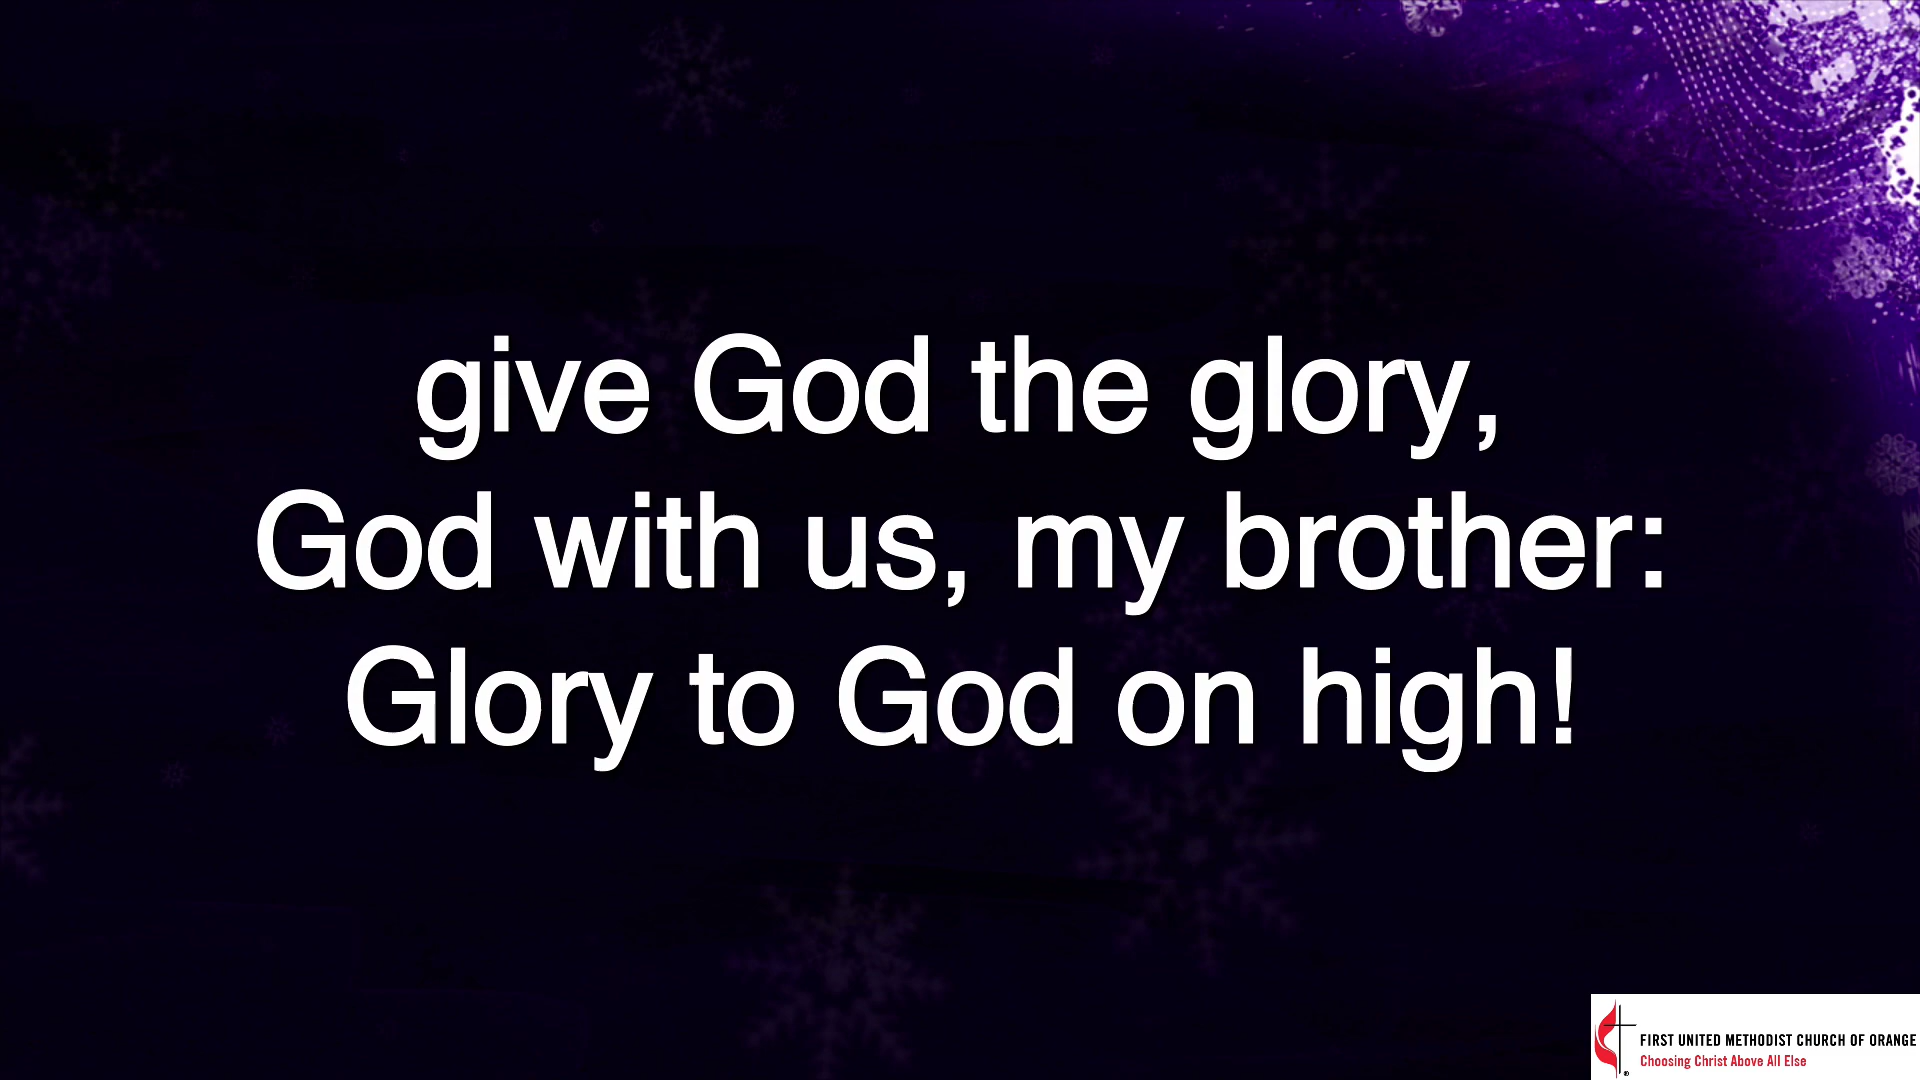 give God the glory,
God with us, my brother:
Glory to God on high!
FIRST UNITED METHODIST CHURCH OF ORANGE
Choosing Christ Above All Else
®